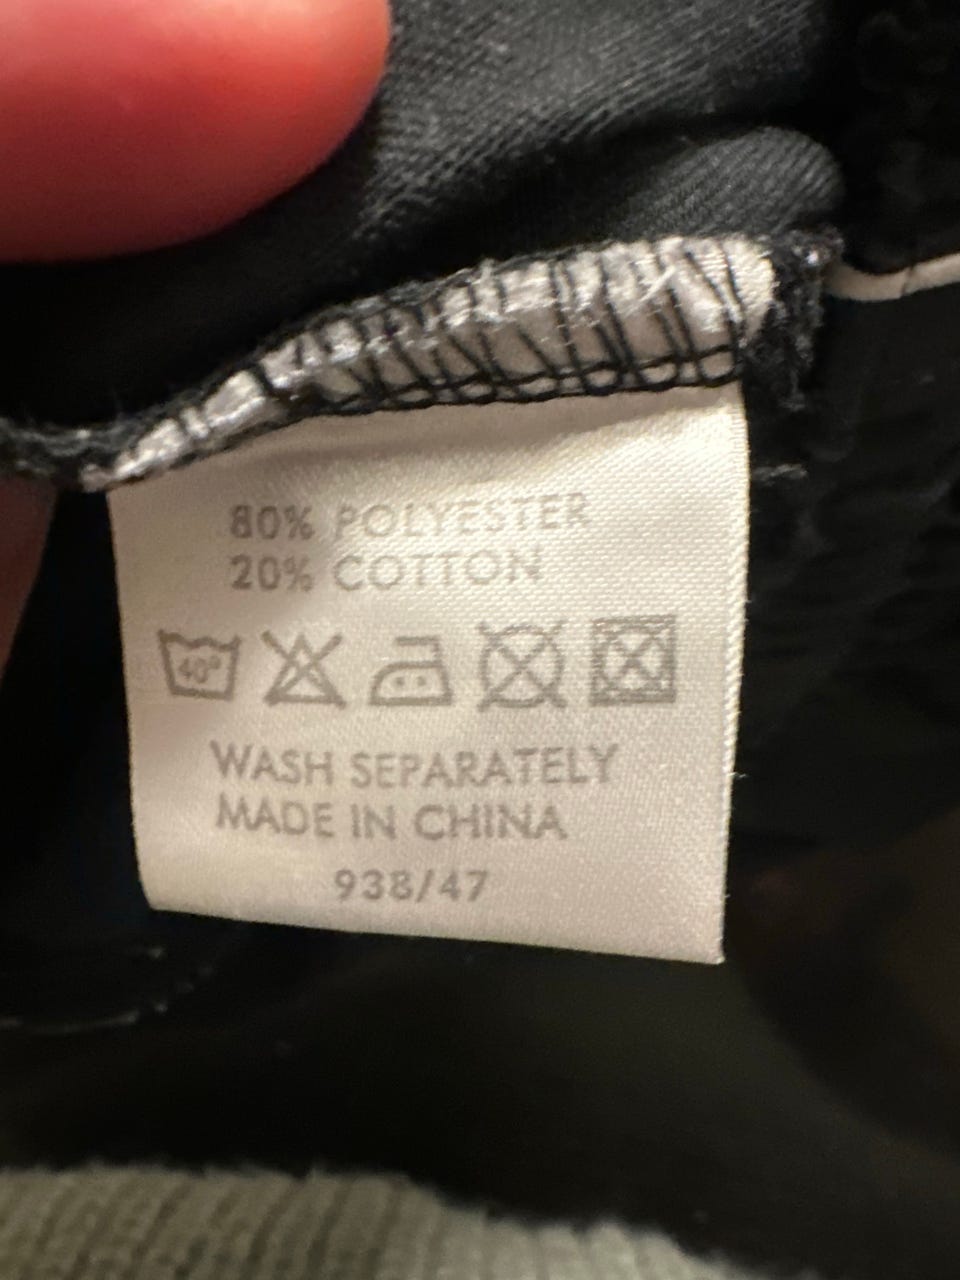 80% POLYESTER
20% COTTON
40°
WASH SEPARATELY
MADE IN CHINA
938/47